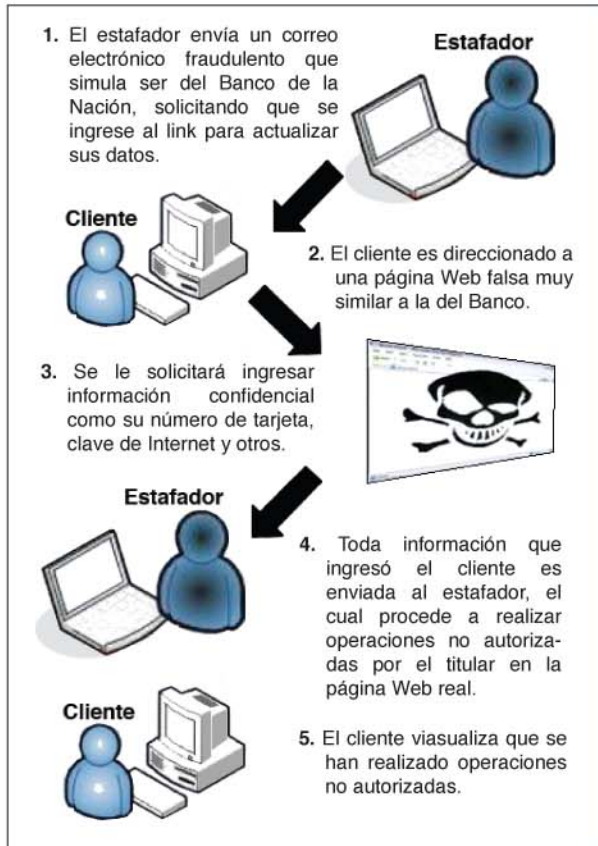 1. El estafador envía un correo
electrónico fraudulento que
simula ser del Banco de la
Nación, solicitando que se
ingrese al link para actualizar
sus datos.
Estafador
Cliente
2. El cliente es direccionado a
una página Web falsa muy
similar a la del Banco.
3. Se le solicitará ingresar
información confidencial
como su número de tarjeta,
clave de Internet y otros.
Estafador
4. Toda información que
ingresó el cliente es
enviada al estafador, el
cual procede a realizar
operaciones no autoriza-
das por el titular en la
página Web real.
Cliente
5. El cliente viasualiza que se
han realizado operaciones
no autorizadas.